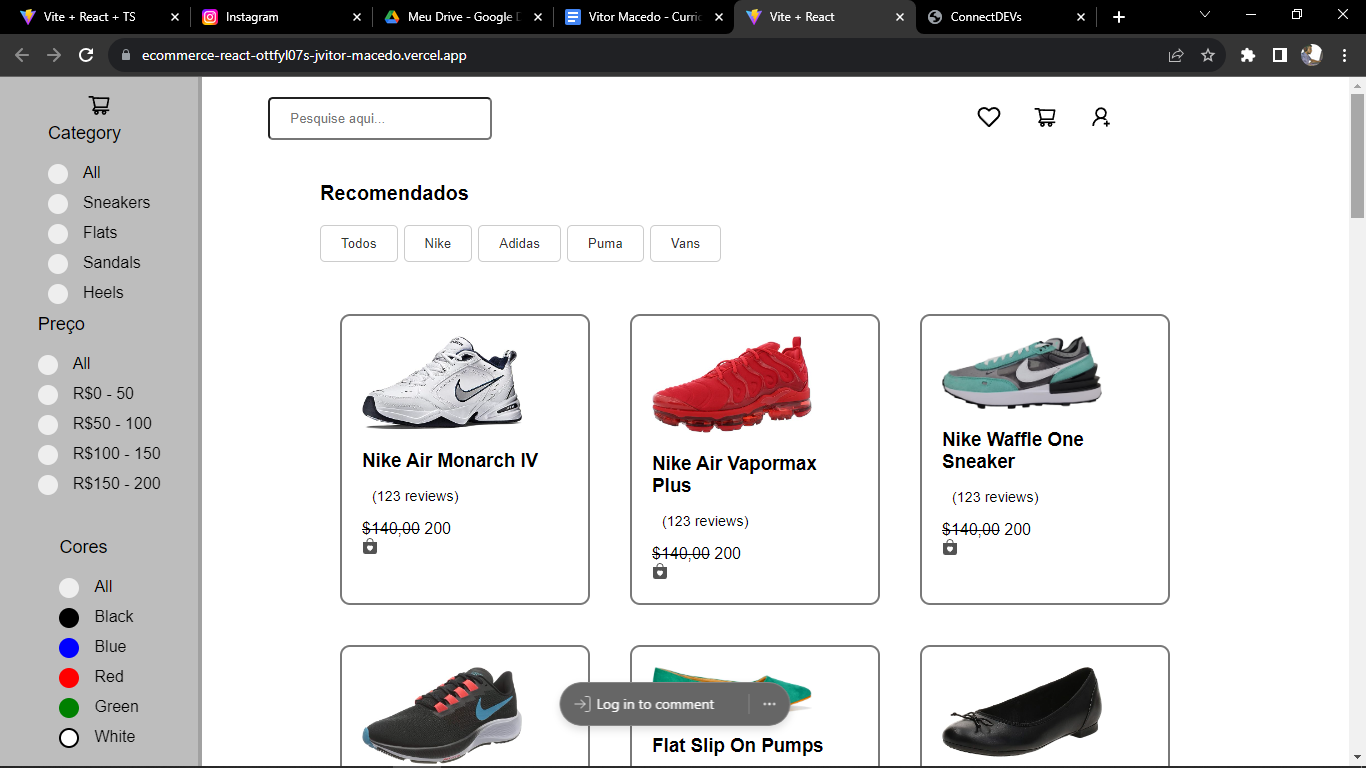 Vite + React + TS
Instagram
Meu Drive - Google D
Vitor Macedo - Curric
Vite + React
ConnectDEVs
ecommerce-react-ottfyl07s-jvitor-macedo.vercel.app
Category
All
Sneakers
Flats
Sandals
Heels
Preço
All
R$0 - 50
R$50 - 100
R$100 - 150
R$150 - 200
Cores
All
Black
Blue
Red
Green
White
Pesquise aqui...
Recomendados
Todos
Nike
Adidas
Puma
Vans
Nike Air Monarch IV
(123 reviews)
$140,00 200
Nike Air Vapormax
Plus
(123 reviews)
$140,00 200
Nike Waffle One
Sneaker
(123 reviews)
$140,00 200
Flat Slip On Pumps
Log in to comment